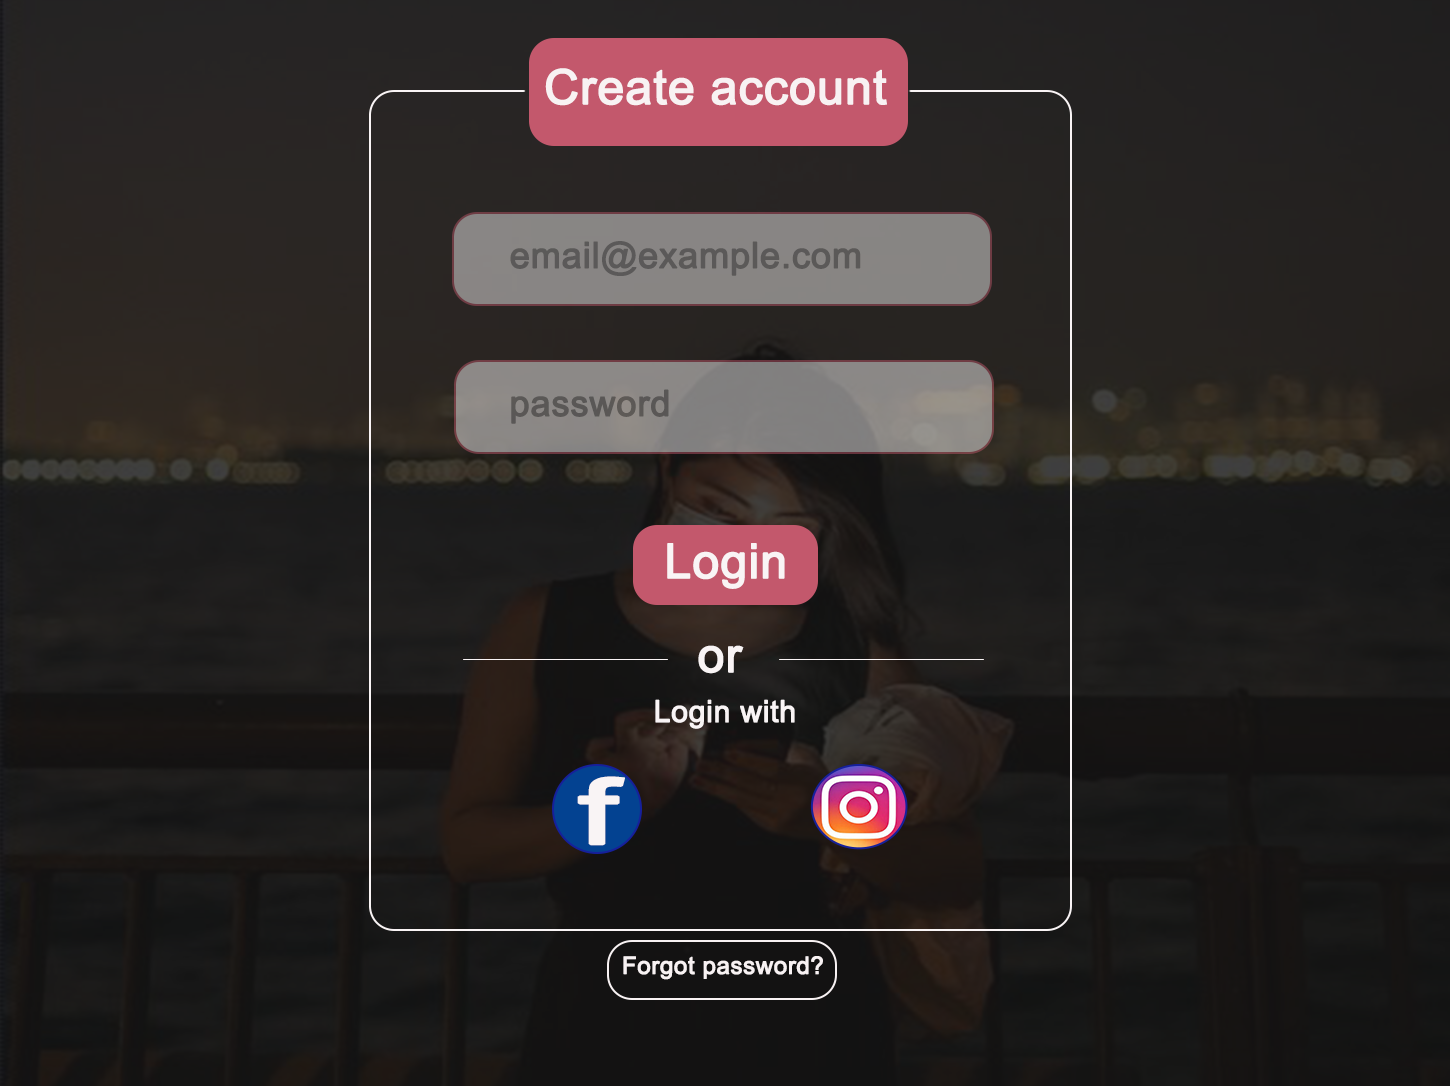 Create account
email@example.com
password
Login
or
Login with
Forgot password?